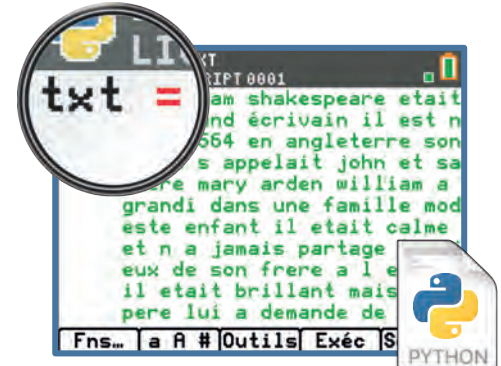 LI
RIPT 0001
txt =
am shakespeare etait
nd écrivain il est n
564 en angleterre son
s appelait john et sa
mary arden william a
grandi dans une famille mod
este enfant il etait calme
et n a jamais partage
eux de son frere a l e
il etait brillant mais
pere lui a demande de
Fns… a A # Outils Exéc S
PYTHON